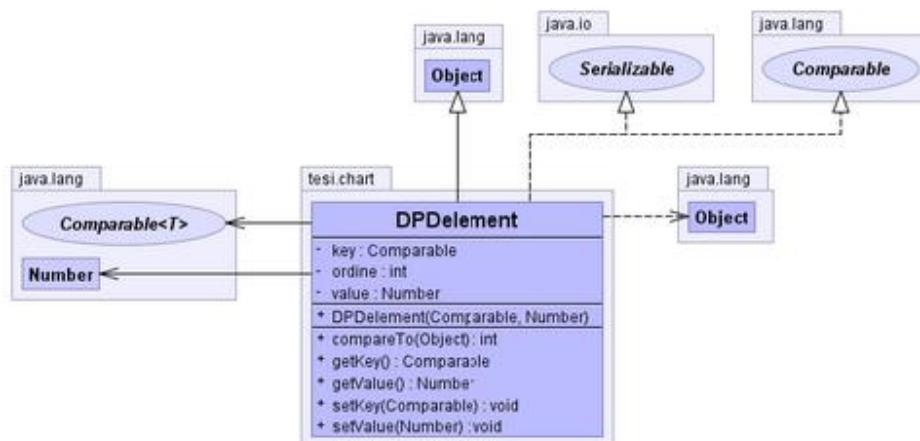 java.lang
Object
java.io
Serializable
java.lang
Comparable
java.lang
Comparable<T>
Number
tesi.chart
DPDelement
- key : Comparable
- ordine : int
- value : Number
+ DPDelement(Comparable, Number)
+ compareTo(Object) : int
+ getKey() : Comparable
+ getValue() : Number
+ setKey(Comparable) : void
+ setValue(Number) : void
java.lang
Object